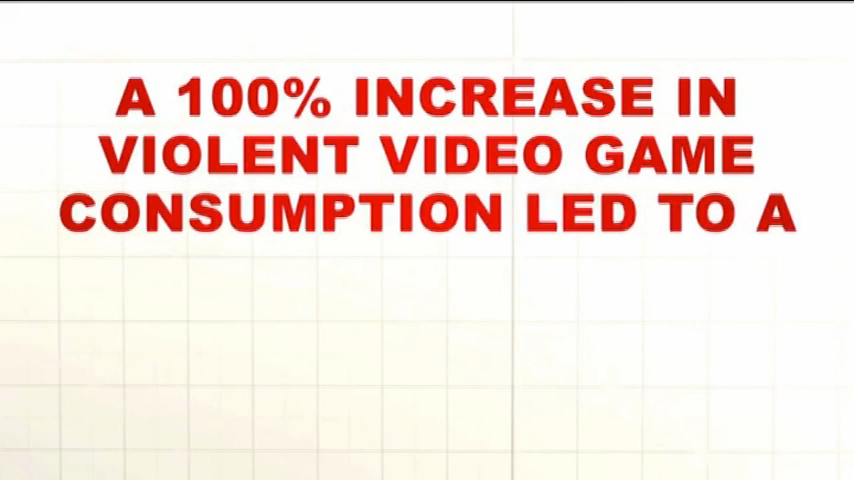 A 100% INCREASE IN
VIOLENT VIDEO GAME
CONSUMPTION LED TO A